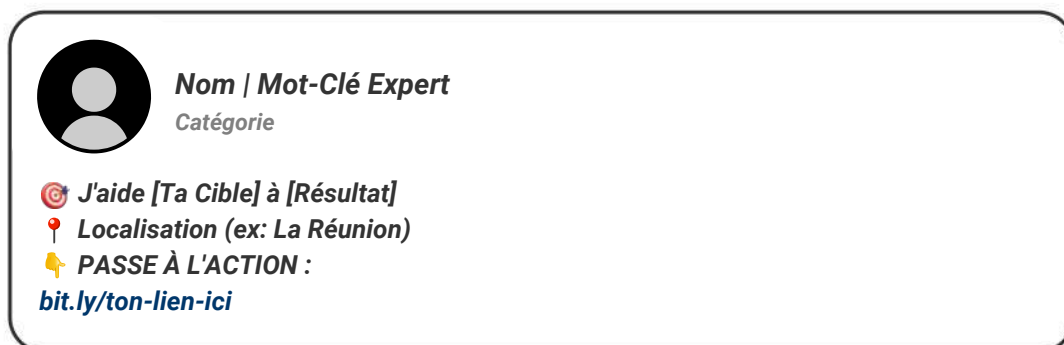 Nom | Mot-Clé Expert
Catégorie
🎯 J'aide [Ta Cible] à [Résultat]
📍 Localisation (ex: La Réunion)
👇 PASSE À L'ACTION :
bit.ly/ton-lien-ici